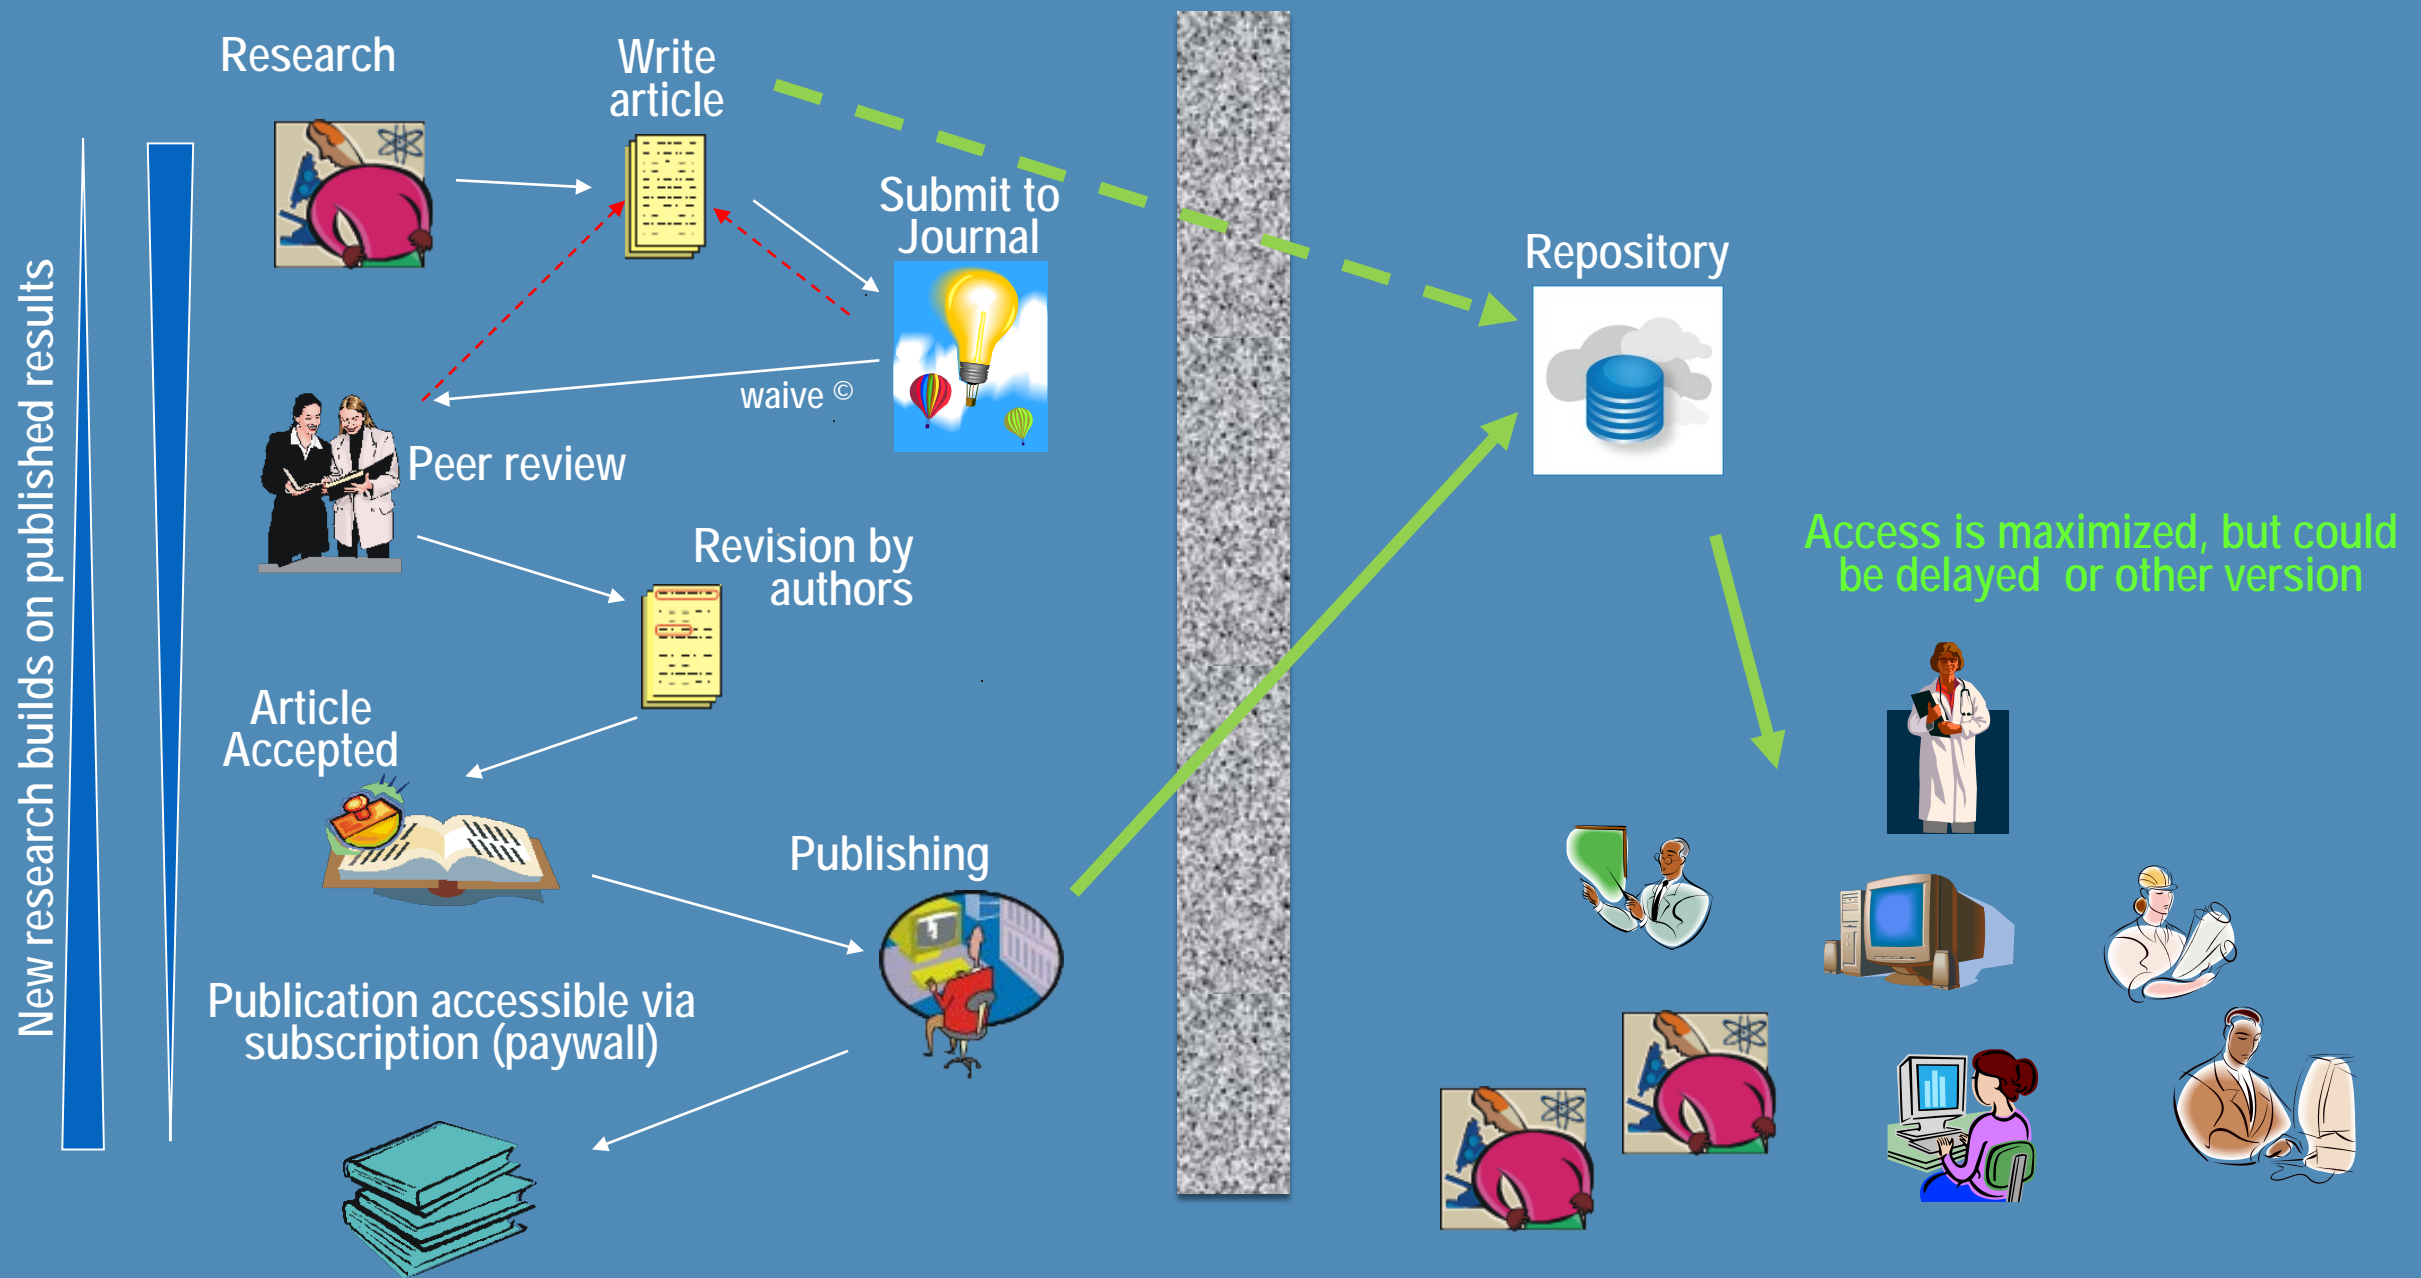 Research
Write
article
Submit to
Journal
waive ©
Peer review
Revision by
authors
Article
Accepted
Publishing
Publication accessible via
subscription (paywall)
New research builds on published results
Repository
Access is maximized, but could
be delayed or other version